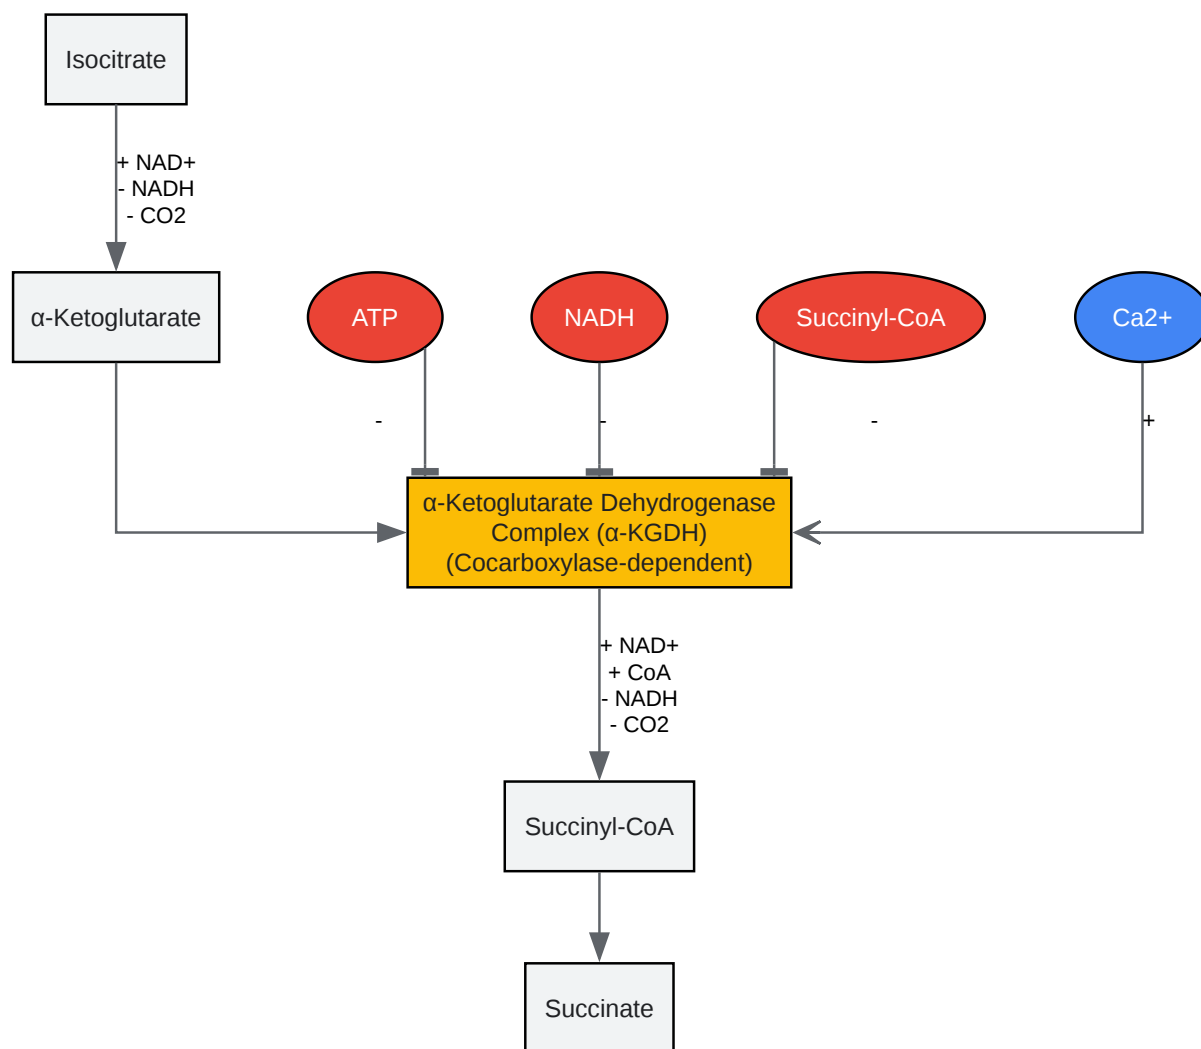 Isocitrate
+ NAD+
- NADH
- CO2
α-Ketoglutarate
ATP
NADH
Succinyl-CoA
Ca2+
-
-
-
+
α-Ketoglutarate Dehydrogenase
Complex (α-KGDH)
(Cocarboxylase-dependent)
+ NAD+
+ CoA
- NADH
- CO2
Succinyl-CoA
Succinate